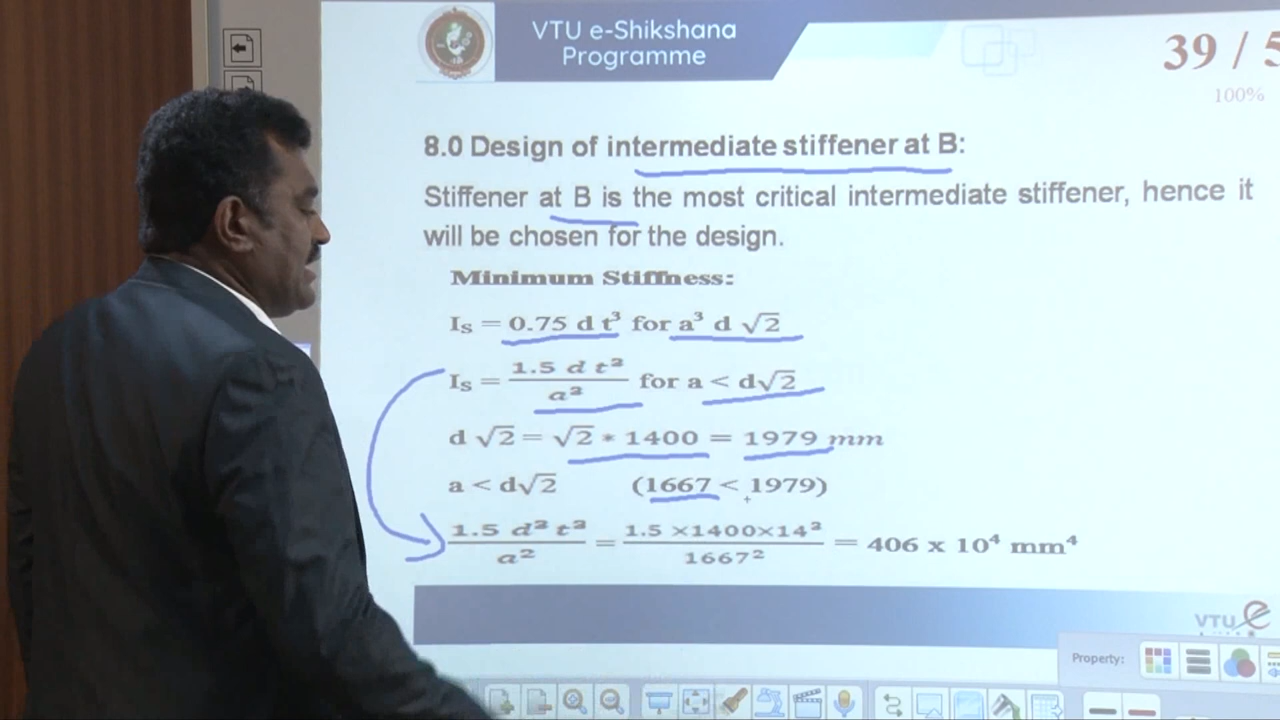 VTU e-Shikshana
Programme
39 / 5
100%
8.0 Design of intermediate stiffener at B:
Stiffener at B is the most critical intermediate stiffener, hence it
will be chosen for the design.
Minimum Stiffness:
Is = 0.75 d t³ for a³ d √2
Is = 1.5 d t² / a² for a < d√2
d √2 = √2 * 1400 = 1979 mm
a < d√2 (1667 < 1979)
1.5 d² t² / a² = 1.5 ×1400×14² / 1667² = 406 x 10⁴ mm⁴
VTU e
Property: